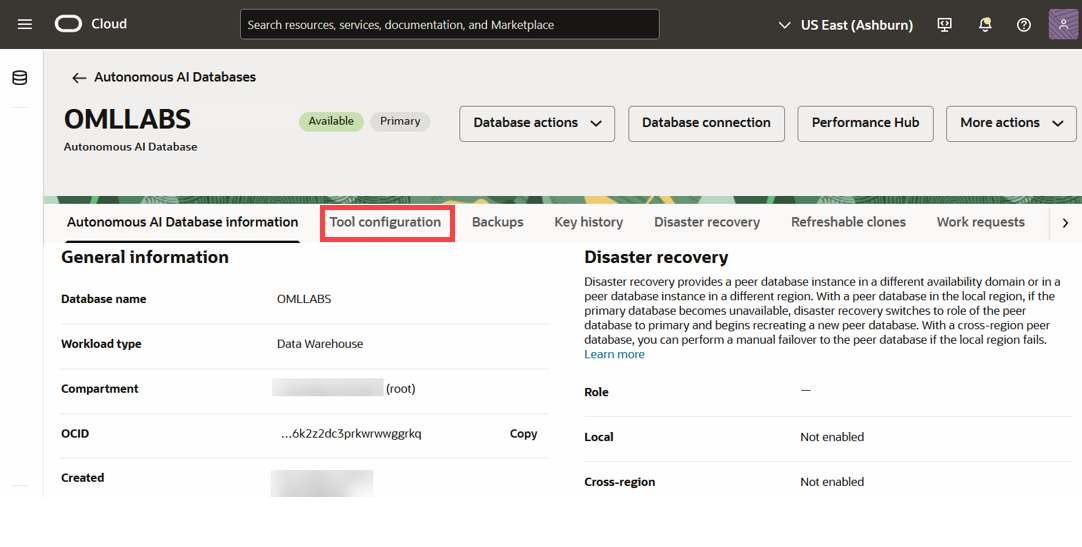 Cloud
Search resources, services, documentation, and Marketplace
US East (Ashburn)
Autonomous AI Databases
OMLLABS
Available
Primary
Database actions
Database connection
Performance Hub
More actions
Autonomous AI Database
Autonomous AI Database information
Tool configuration
Backups
Key history
Disaster recovery
Refreshable clones
Work requests
General information
Database name
OMLLABS
Workload type
Data Warehouse
Compartment
(root)
OCID
...6k2z2dc3prkwrwwggrkq
Copy
Created
Disaster recovery
Disaster recovery provides a peer database instance in a different availability domain or in a
peer database instance in a different region. With a peer database in the local region, if the
primary database becomes unavailable, disaster recovery switches to role of the peer
database to primary and begins recreating a new peer database. With a cross-region peer
database, you can perform a manual failover to the peer database if the local region fails.
Learn more
Role
—
Local
Not enabled
Cross-region
Not enabled